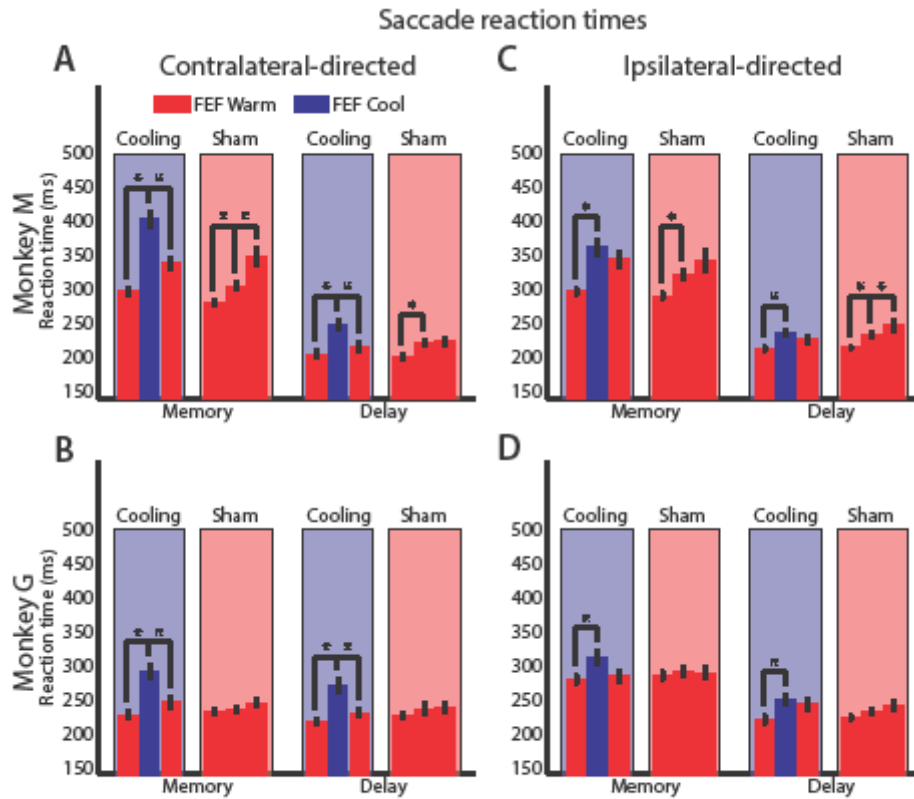 Saccade reaction times
A
Contralateral-directed
C
Ipsilateral-directed
FEF Warm
FEF Cool
Cooling Sham Cooling Sham
Cooling Sham Cooling Sham
Monkey M
Reaction time (ms)
500
450
400
350
300
250
200
150
500
450
400
350
300
250
200
150
Memory Delay
Memory Delay
B
D
Cooling Sham Cooling Sham
Cooling Sham Cooling Sham
Monkey G
Reaction time (ms)
500
450
400
350
300
250
200
150
500
450
400
350
300
250
200
150
Memory Delay
Memory Delay